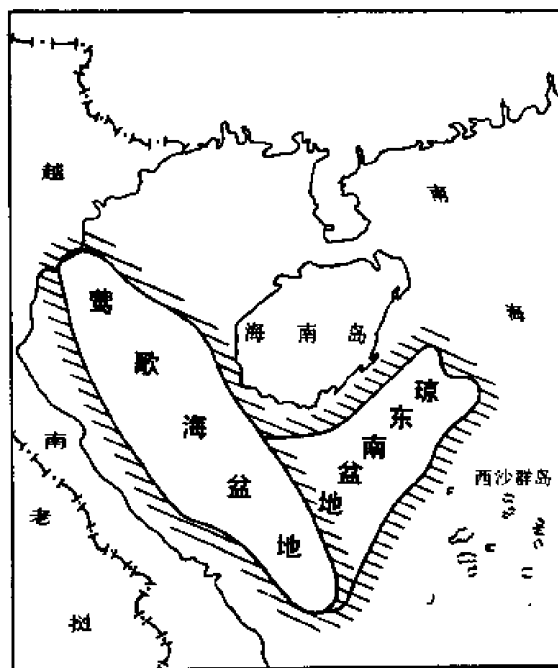 越南
老挝
南海
海南岛
莺歌海盆地
琼东南盆地
西沙群岛